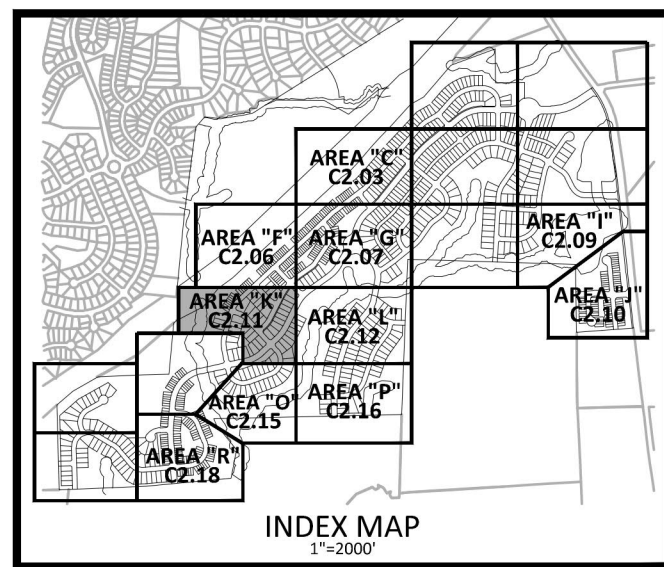 AREA "C"
C2.03
AREA "F"
C2.06
AREA "G"
C2.07
AREA "I"
C2.09
AREA "J"
C2.10
AREA "K"
C2.11
AREA "L"
C2.12
AREA "O"
C2.15
AREA "P"
C2.16
AREA "R"
C2.18
INDEX MAP
1"=2000'